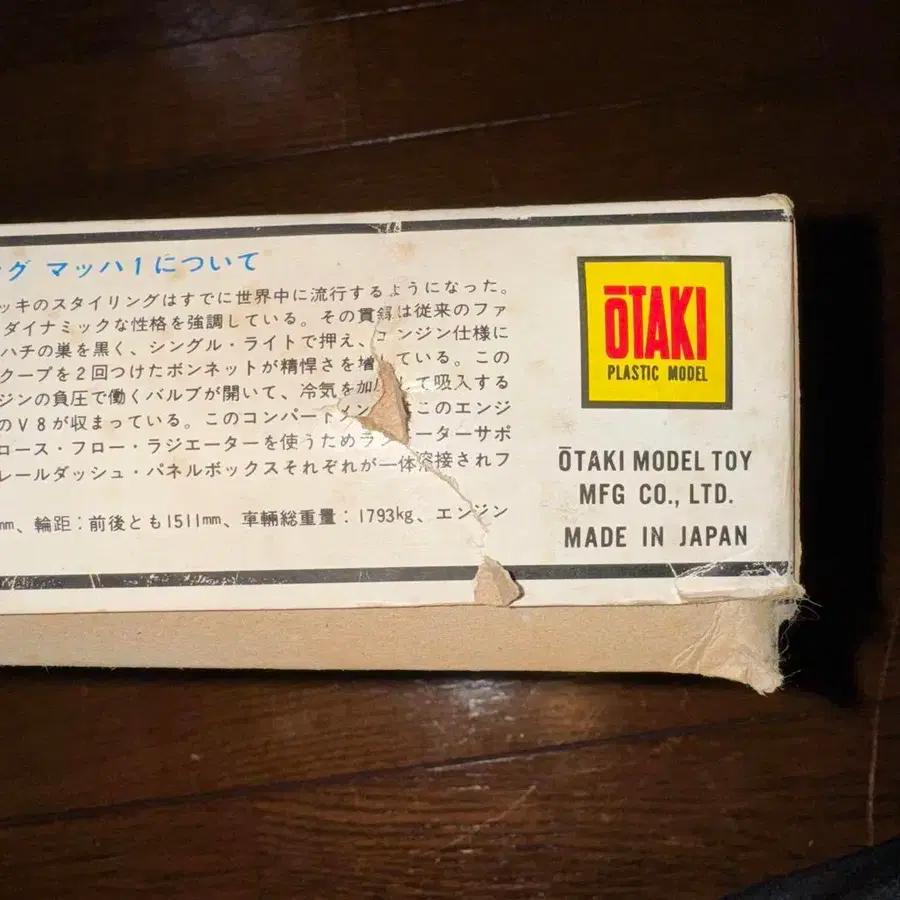 グ マッハ1について
ッキのスタイリングはすでに世界中に流行するようになった。
ダイナミックな性格を強調している。その貫録は従来のファ
ハチの巣を黒く、シングル・ライトで押え、エンジン仕様に
クープを2回つけたボンネットが精悍さを増している。この
ジンの負圧で働くバルブが開いて、冷気を加 て吸入する
のV8が収まっている。このコンパートメン はこのエンジ
ロース・フロー・ラジエーターを使うためラ ーターサポ
レールダッシュ・パネルボックスそれぞれが一体溶接されフ
mm、輪距:前後とも1511mm、車輛総重量:1793kg、エンジン
ŌTAKI
PLASTIC MODEL
ŌTAKI MODEL TOY
MFG CO., LTD.
MADE IN JAPAN